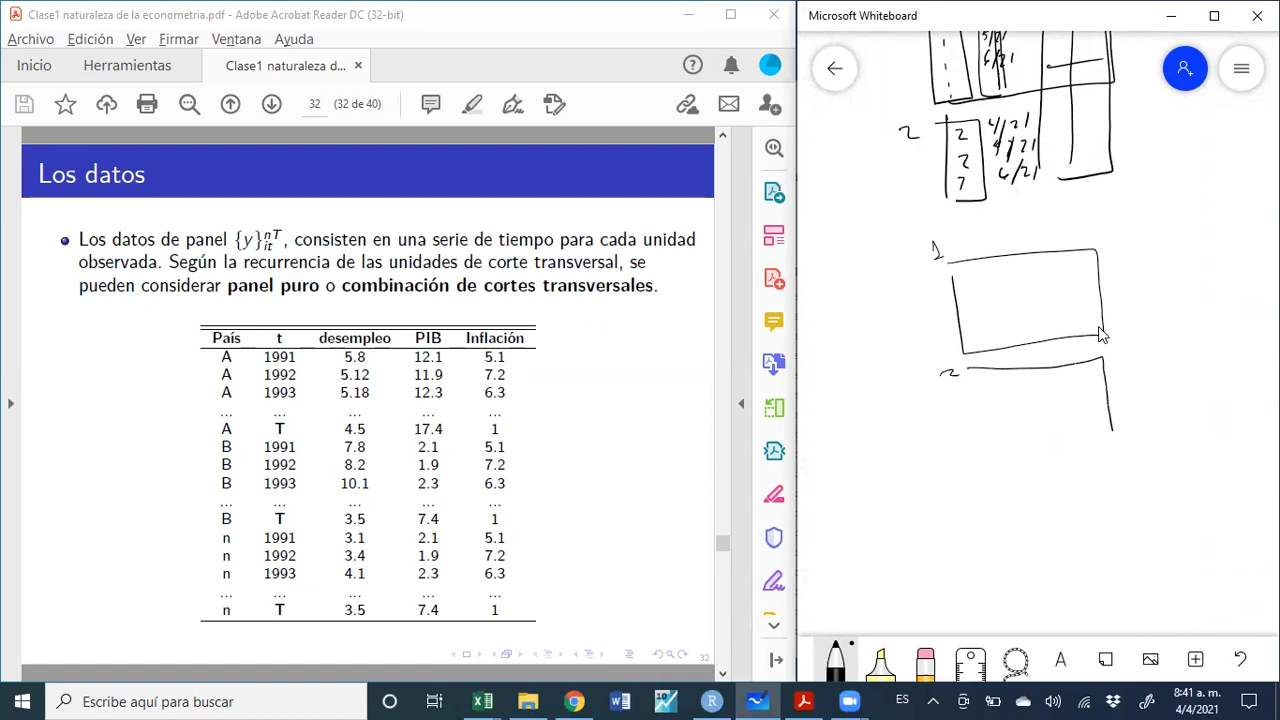 Clase1 naturaleza de la econometria.pdf - Adobe Acrobat Reader DC (32-bit)
Archivo Edición Ver Firmar Ventana Ayuda
Inicio Herramientas Clase1 naturaleza d...
32 (32 de 40)
Los datos
Los datos de panel {y}ⁿᵀᵢₜ, consisten en una serie de tiempo para cada unidad
observada. Según la recurrencia de las unidades de corte transversal, se
pueden considerar panel puro o combinación de cortes transversales.
País t desempleo PIB Inflación
A 1991 5.8 12.1 5.1
A 1992 5.12 11.9 7.2
A 1993 5.18 12.3 6.3
... ... ... ... ...
A T 4.5 17.4 1
B 1991 7.8 2.1 5.1
B 1992 8.2 1.9 7.2
B 1993 10.1 2.3 6.3
... ... ... ... ...
B T 3.5 7.4 1
n 1991 3.1 2.1 5.1
n 1992 3.4 1.9 7.2
n 1993 4.1 2.3 6.3
... ... ... ... ...
n T 3.5 7.4 1
32
Microsoft Whiteboard
6/21
2 2 4/21
2 5/21
2 6/21
1
2
Escribe aquí para buscar
ES
8:41 a. m.
4/4/2021